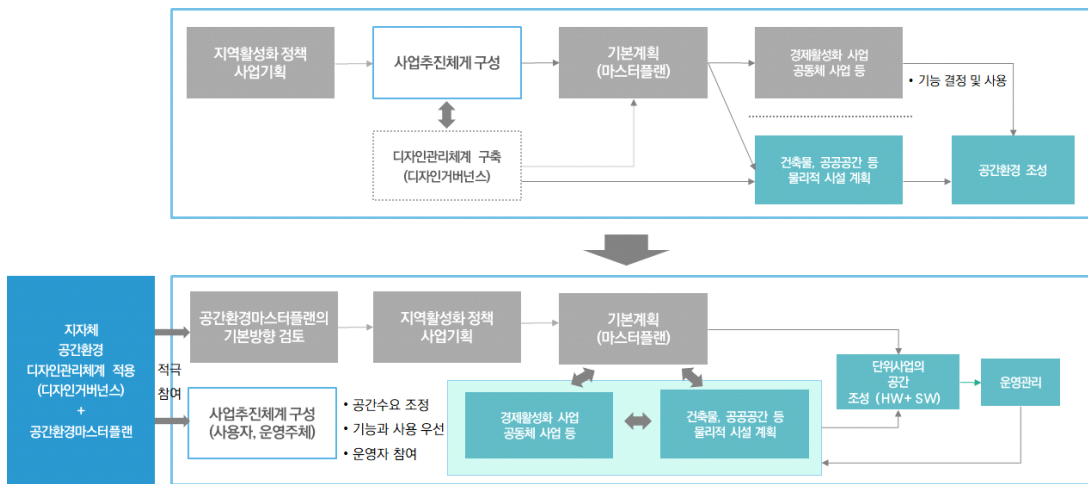 지역활성화 정책
사업기획
사업추진체게 구성
기본계획
(마스터플랜)
경제활성화 사업
공동체 사업 등
• 기능 결정 및 사용
디자인관리체계 구축
(디자인거버넌스)
건축물, 공공공간 등
물리적 시설 계획
공간환경 조성
지자체
공간환경
디자인관리체계 적용
(디자인거버넌스)
+
공간환경마스터플랜
적극
참여
공간환경마스터플랜의
기본방향 검토
지역활성화 정책
사업기획
기본계획
(마스터플랜)
사업추진체계 구성
(사용자, 운영주체)
• 공간수요 조정
• 기능과 사용 우선
• 운영자 참여
경제활성화 사업
공동체 사업 등
건축물, 공공공간 등
물리적 시설 계획
단위사업의
공간
조성 (HW+ SW)
운영관리